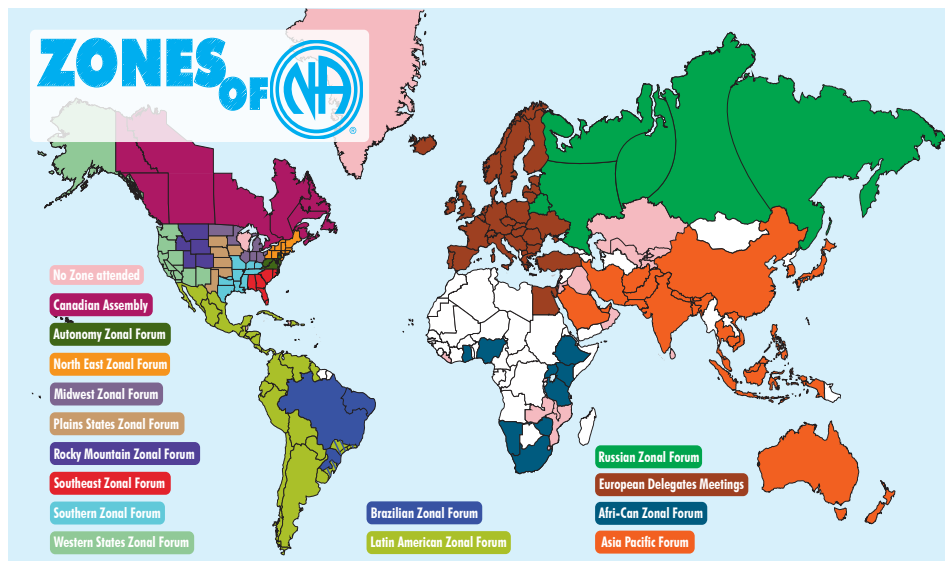 ZONES
OF NA
®
No Zone attended
Canadian Assembly
Autonomy Zonal Forum
North East Zonal Forum
Midwest Zonal Forum
Plains States Zonal Forum
Rocky Mountain Zonal Forum
Southeast Zonal Forum
Southern Zonal Forum
Western States Zonal Forum
Brazilian Zonal Forum
Latin American Zonal Forum
Russian Zonal Forum
European Delegates Meetings
Afri-Can Zonal Forum
Asia Pacific Forum